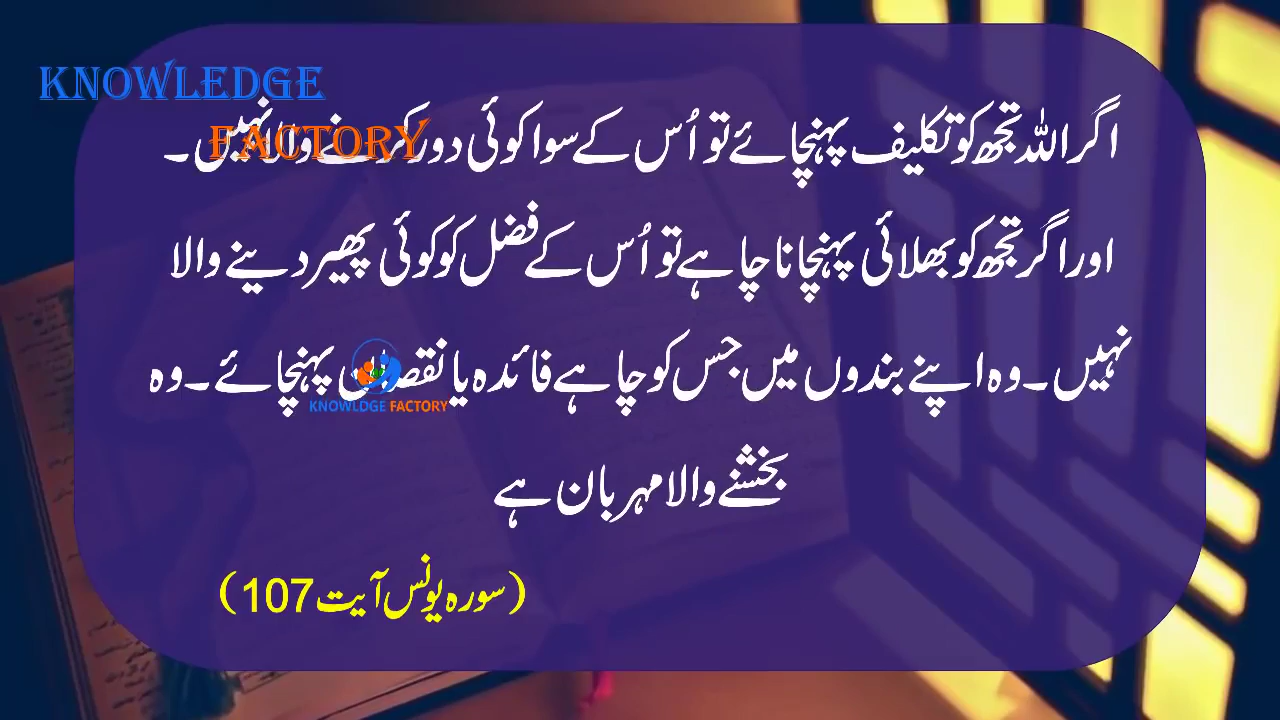 KNOWLEDGE
FACTORY
اگر اللہ تجھ کو تکلیف پہنچائے تو اُس کے سوا کوئی دور کرنے والا نہیں۔
اور اگر تجھ کو بھلائی پہنچانا چاہے تو اُس کے فضل کو کوئی پھیر دینے والا
نہیں۔ وہ اپنے بندوں میں جس کو چاہے فائدہ یا نقصان پہنچائے۔ وہ
KNOWLDGE FACTORY
بخشنے والا مہربان ہے
(سورہ یونس آیت 107)